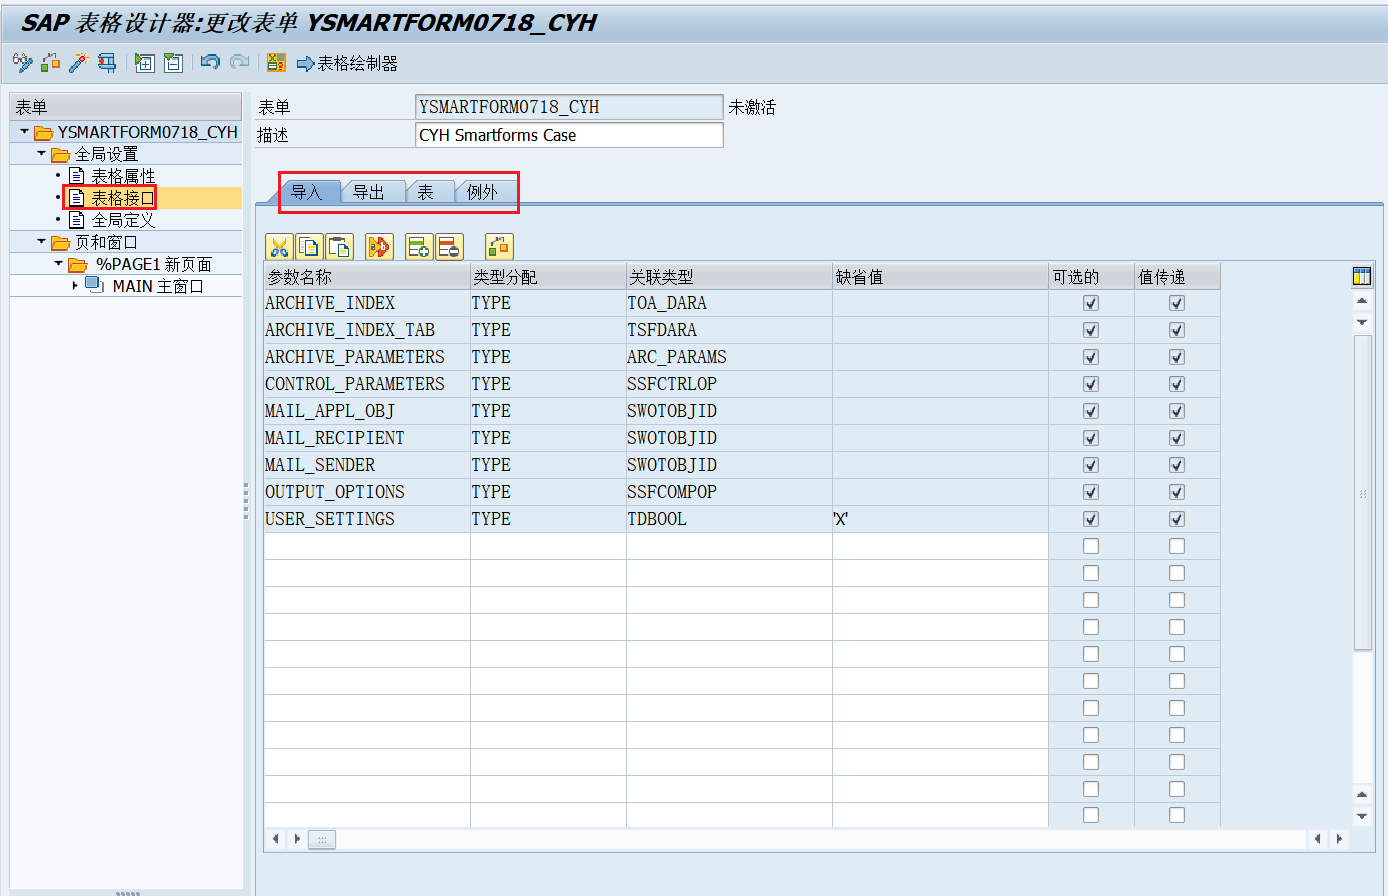 SAP 表格设计器:更改表单 YSMARTFORM0718_CYH
表格绘制器
表单
YSMARTFORM0718_CYH
全局设置
表格属性
表格接口
全局定义
页和窗口
%PAGE1 新页面
MAIN 主窗口
表单 YSMARTFORM0718_CYH 未激活
描述 CYH Smartforms Case
导入 导出 表 例外
参数名称 类型分配 关联类型 缺省值 可选的 值传递
ARCHIVE_INDEX TYPE TOA_DARA
ARCHIVE_INDEX_TAB TYPE TSFDARA
ARCHIVE_PARAMETERS TYPE ARC_PARAMS
CONTROL_PARAMETERS TYPE SSFCTRLOP
MAIL_APPL_OBJ TYPE SWOTOBJID
MAIL_RECIPIENT TYPE SWOTOBJID
MAIL_SENDER TYPE SWOTOBJID
OUTPUT_OPTIONS TYPE SSFCOMPOP
USER_SETTINGS TYPE TDBOOL 'X'